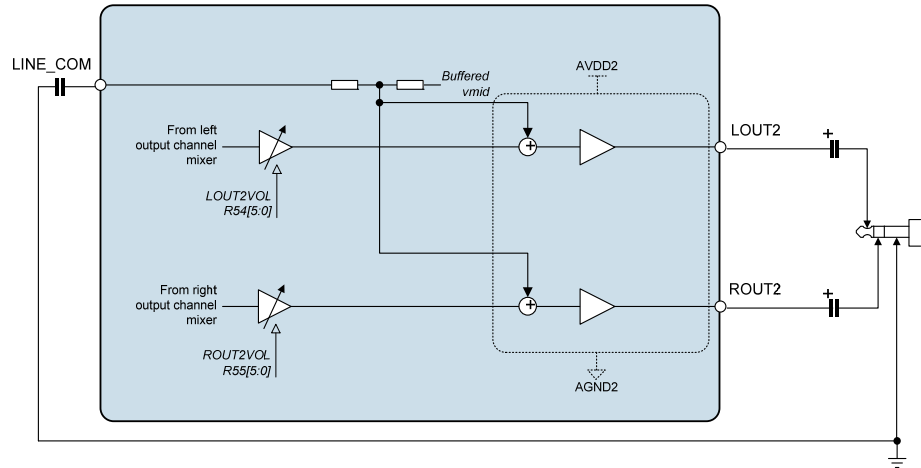 LINE_COM
Buffered
vmid
AVDD2
From left
output channel
mixer
+
LOUT2
+
LOUT2VOL
R54[5:0]
From right
output channel
mixer
+
ROUT2
+
ROUT2VOL
R55[5:0]
AGND2